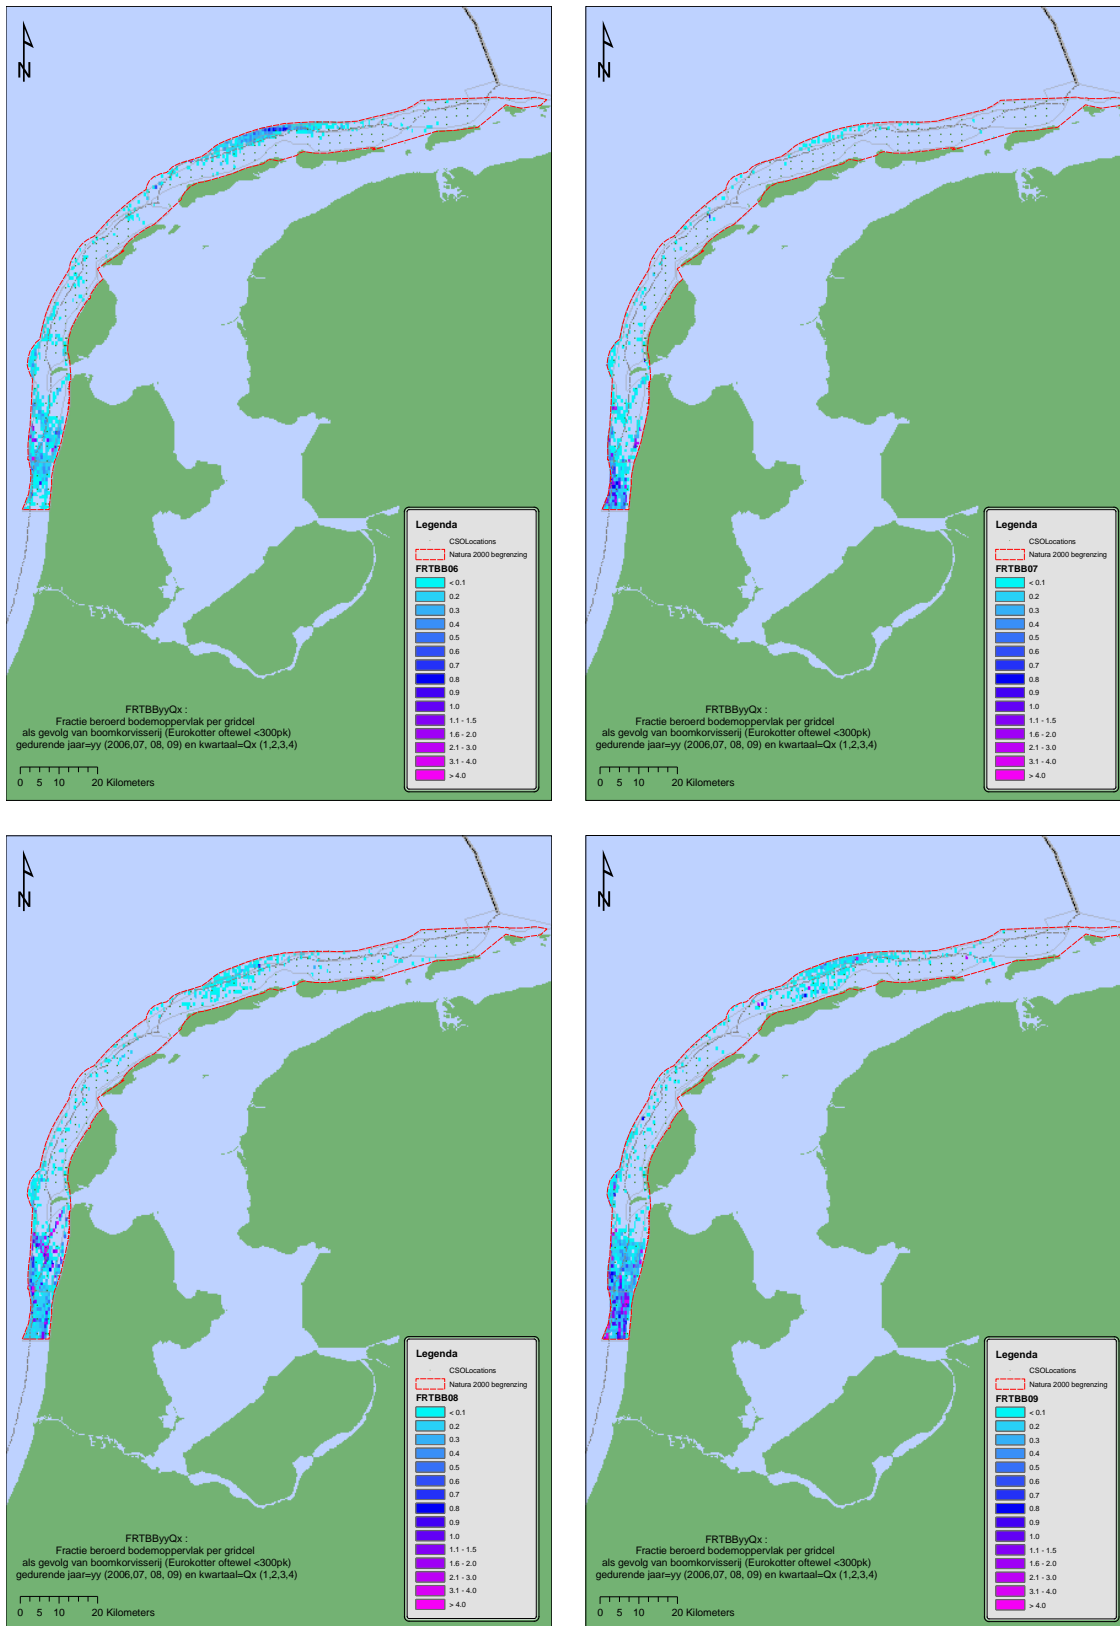 N
Legenda
CSOLocations
Natura 2000 begrenzing
FRTBB06
< 0.1
0.2
0.3
0.4
0.5
0.6
0.7
0.8
0.9
1.0
1.1 - 1.5
1.6 - 2.0
2.1 - 3.0
3.1 - 4.0
> 4.0
FRTBByyQx :
Fractie beroerd bodemoppervlak per gridcel
als gevolg van boomkorvisserij (Eurokotter oftewel <300pk)
gedurende jaar=yy (2006,07, 08, 09) en kwartaal=Qx (1,2,3,4)
0 5 10 20 Kilometers
N
Legenda
CSOLocations
Natura 2000 begrenzing
FRTBB07
< 0.1
0.2
0.3
0.4
0.5
0.6
0.7
0.8
0.9
1.0
1.1 - 1.5
1.6 - 2.0
2.1 - 3.0
3.1 - 4.0
> 4.0
FRTBByyQx :
Fractie beroerd bodemoppervlak per gridcel
als gevolg van boomkorvisserij (Eurokotter oftewel <300pk)
gedurende jaar=yy (2006,07, 08, 09) en kwartaal=Qx (1,2,3,4)
0 5 10 20 Kilometers
N
Legenda
CSOLocations
Natura 2000 begrenzing
FRTBB08
< 0.1
0.2
0.3
0.4
0.5
0.6
0.7
0.8
0.9
1.0
1.1 - 1.5
1.6 - 2.0
2.1 - 3.0
3.1 - 4.0
> 4.0
FRTBByyQx :
Fractie beroerd bodemoppervlak per gridcel
als gevolg van boomkorvisserij (Eurokotter oftewel <300pk)
gedurende jaar=yy (2006,07, 08, 09) en kwartaal=Qx (1,2,3,4)
0 5 10 20 Kilometers
N
Legenda
CSOLocations
Natura 2000 begrenzing
FRTBB09
< 0.1
0.2
0.3
0.4
0.5
0.6
0.7
0.8
0.9
1.0
1.1 - 1.5
1.6 - 2.0
2.1 - 3.0
3.1 - 4.0
> 4.0
FRTBByyQx :
Fractie beroerd bodemoppervlak per gridcel
als gevolg van boomkorvisserij (Eurokotter oftewel <300pk)
gedurende jaar=yy (2006,07, 08, 09) en kwartaal=Qx (1,2,3,4)
0 5 10 20 Kilometers